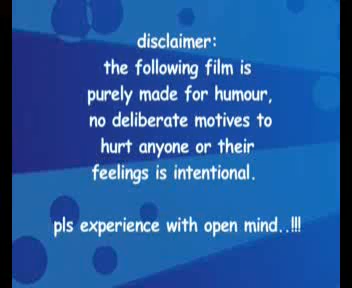 disclaimer:
the following film is
purely made for humour,
no deliberate motives to
hurt anyone or their
feelings is intentional.
pls experience with open mind..!!!